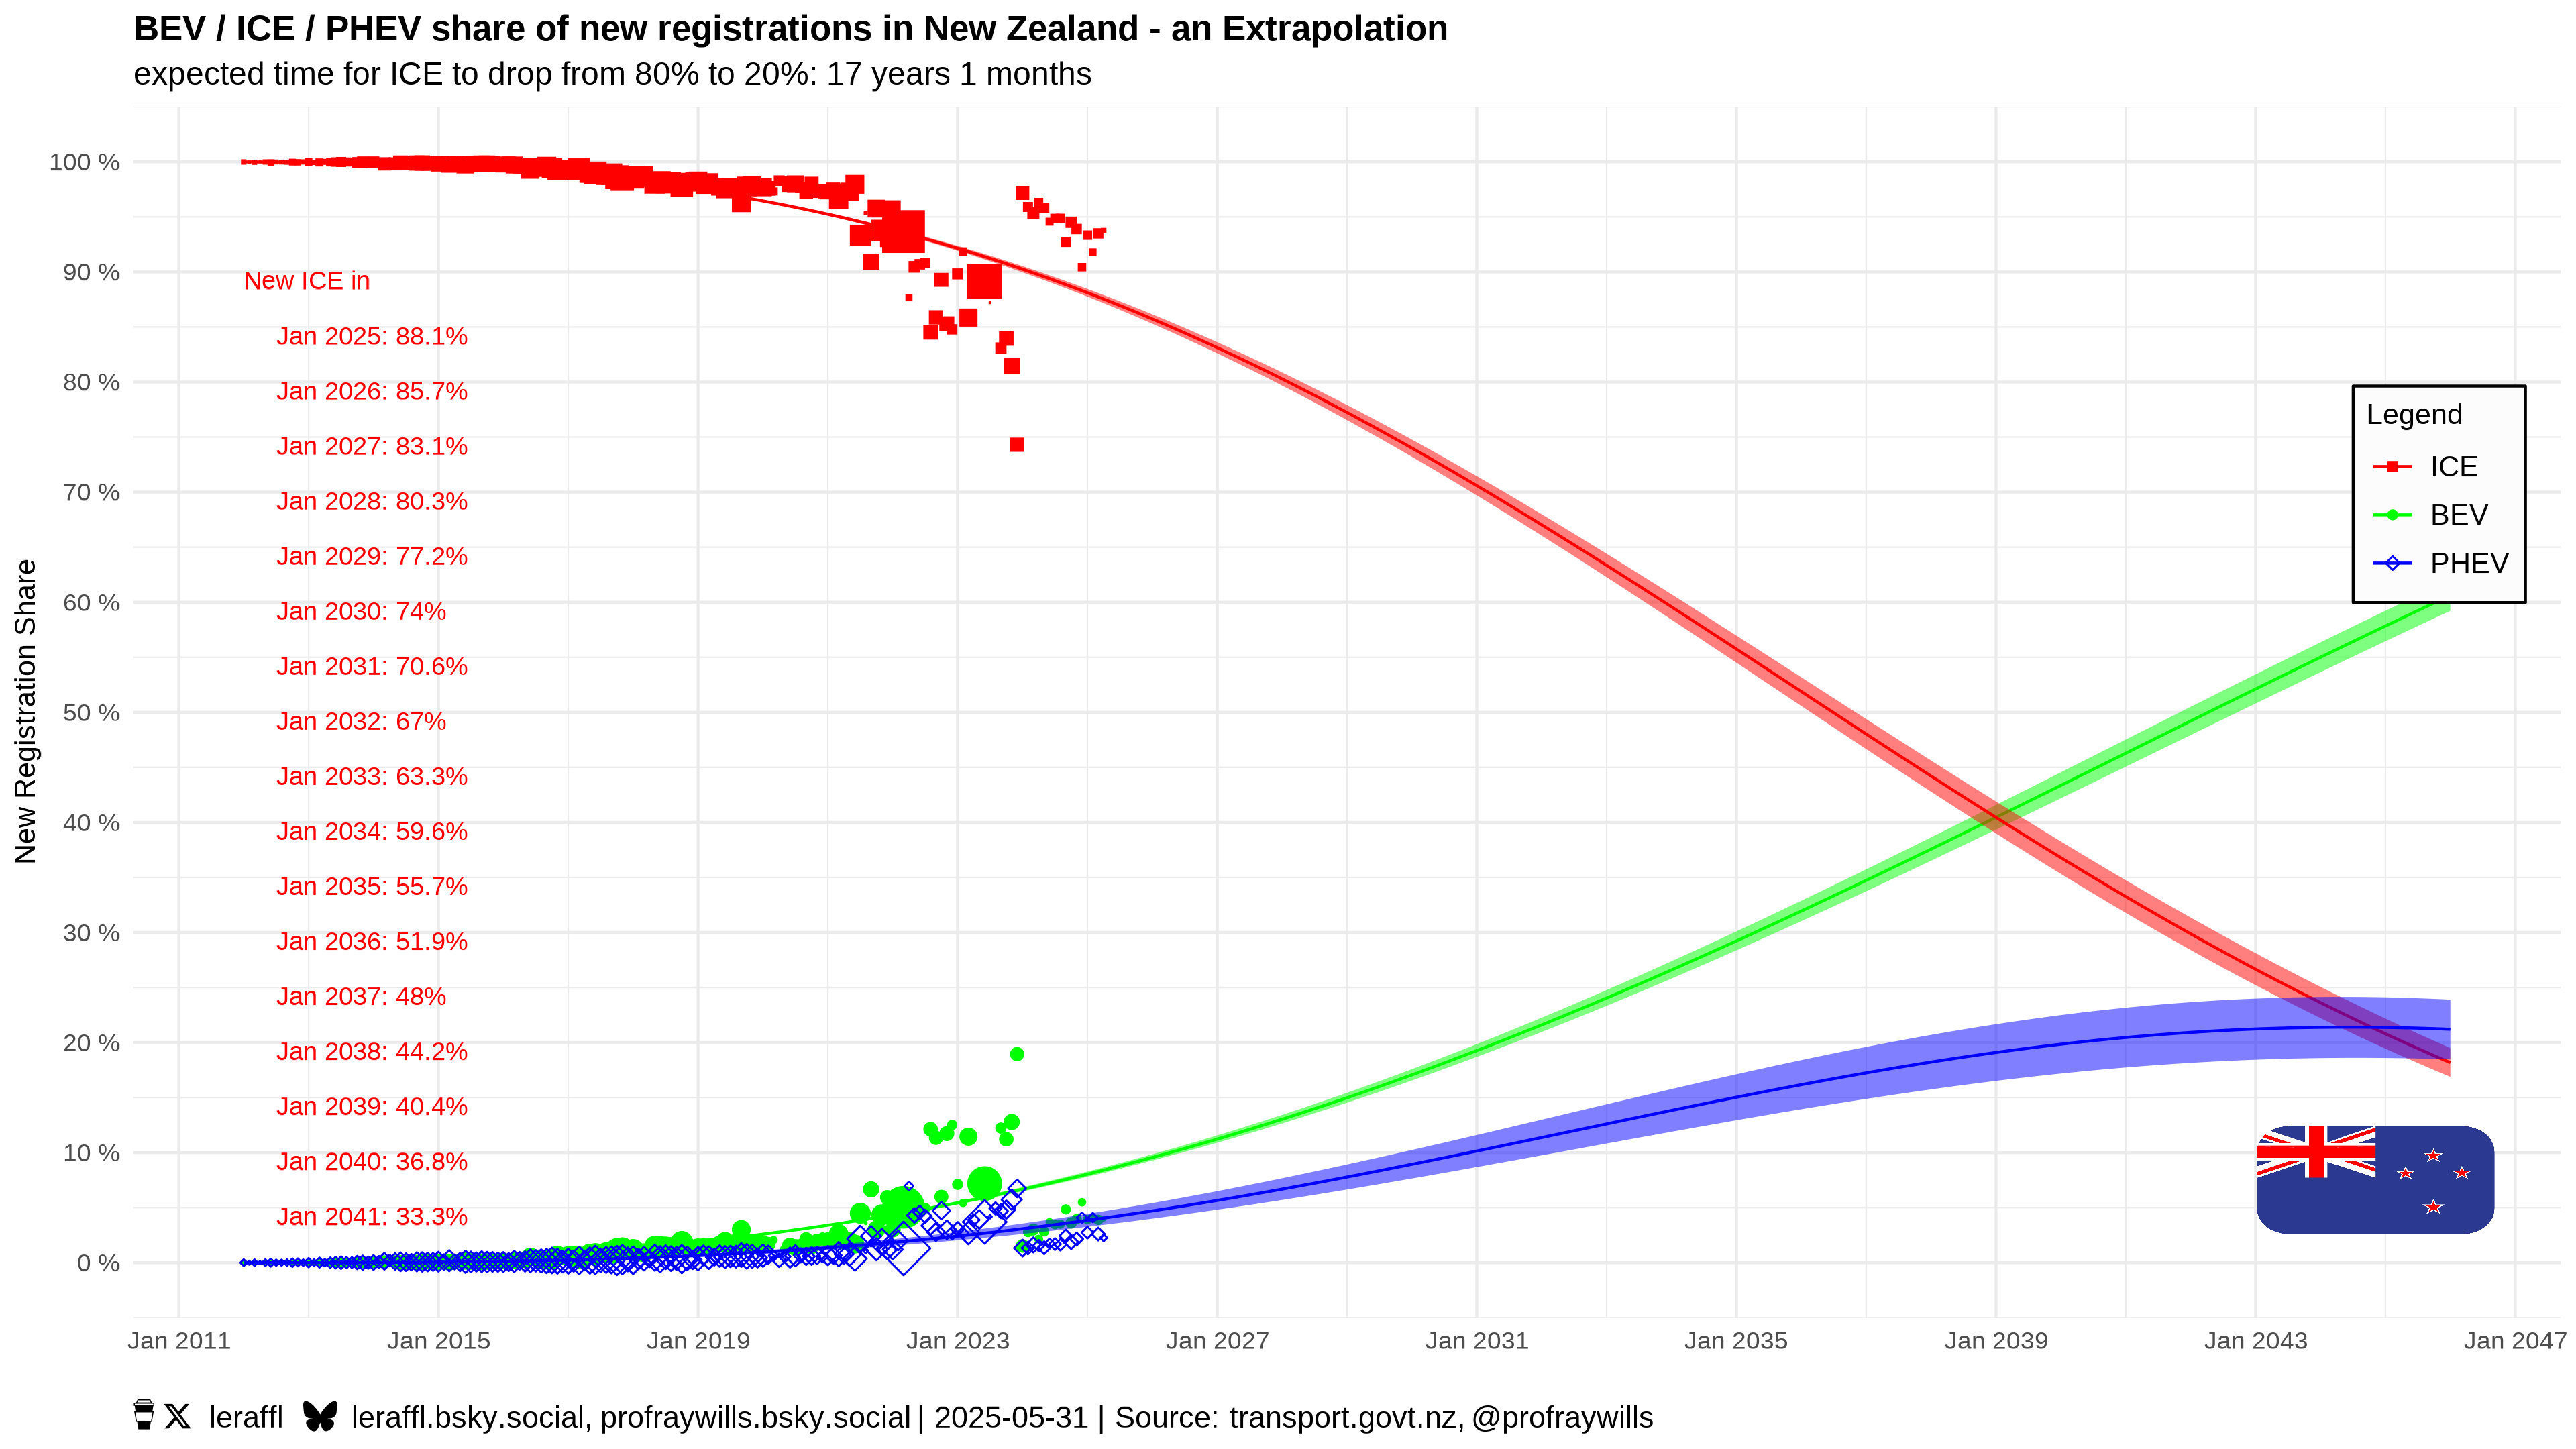 BEV / ICE / PHEV share of new registrations in New Zealand - an Extrapolation
expected time for ICE to drop from 80% to 20%: 17 years 1 months
New Registration Share
100 %
90 %
80 %
70 %
60 %
50 %
40 %
30 %
20 %
10 %
0 %
New ICE in
Jan 2025: 88.1%
Jan 2026: 85.7%
Jan 2027: 83.1%
Jan 2028: 80.3%
Jan 2029: 77.2%
Jan 2030: 74%
Jan 2031: 70.6%
Jan 2032: 67%
Jan 2033: 63.3%
Jan 2034: 59.6%
Jan 2035: 55.7%
Jan 2036: 51.9%
Jan 2037: 48%
Jan 2038: 44.2%
Jan 2039: 40.4%
Jan 2040: 36.8%
Jan 2041: 33.3%
Legend
ICE
BEV
PHEV
Jan 2011 Jan 2015 Jan 2019 Jan 2023 Jan 2027 Jan 2031 Jan 2035 Jan 2039 Jan 2043 Jan 2047
leraffl leraffl.bsky.social, profraywills.bsky.social | 2025-05-31 | Source: transport.govt.nz, @profraywills